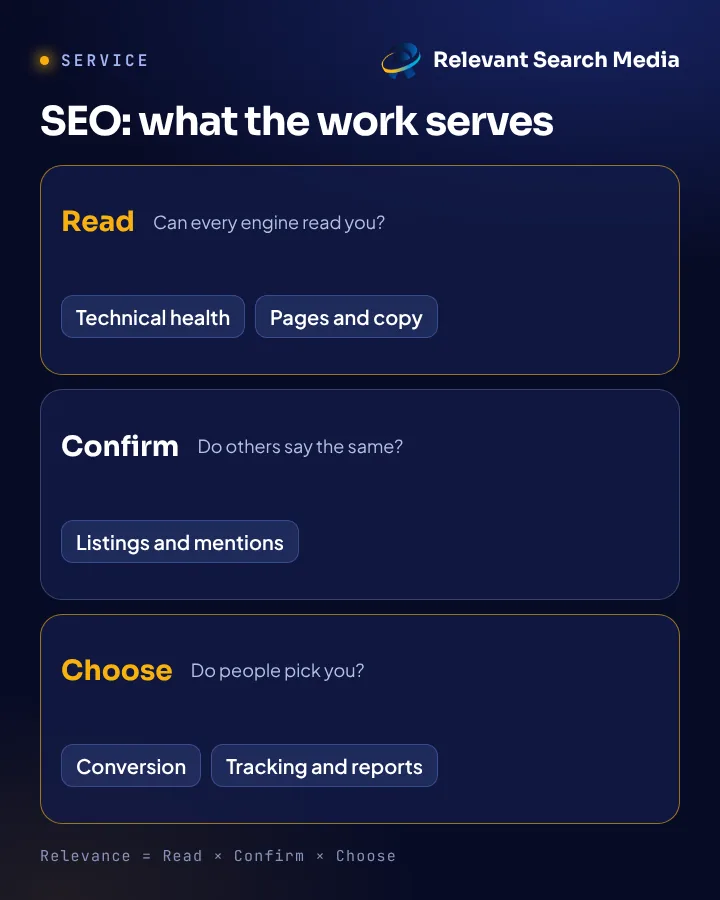 SERVICE
Relevant Search Media
SEO: what the work serves
Read Can every engine read you?
Technical health Pages and copy
Confirm Do others say the same?
Listings and mentions
Choose Do people pick you?
Conversion Tracking and reports
Relevance = Read × Confirm × Choose